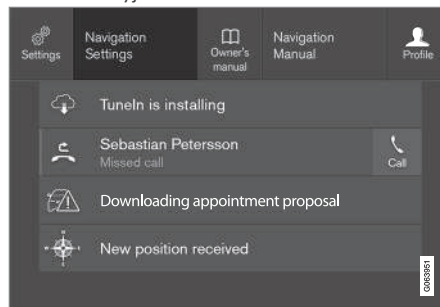 Settings
Navigation
Settings
Owner's
manual
Navigation
Manual
Profile
TuneIn is installing
Sebastian Petersson
Missed call
Call
Downloading appointment proposal
New position received
G063951